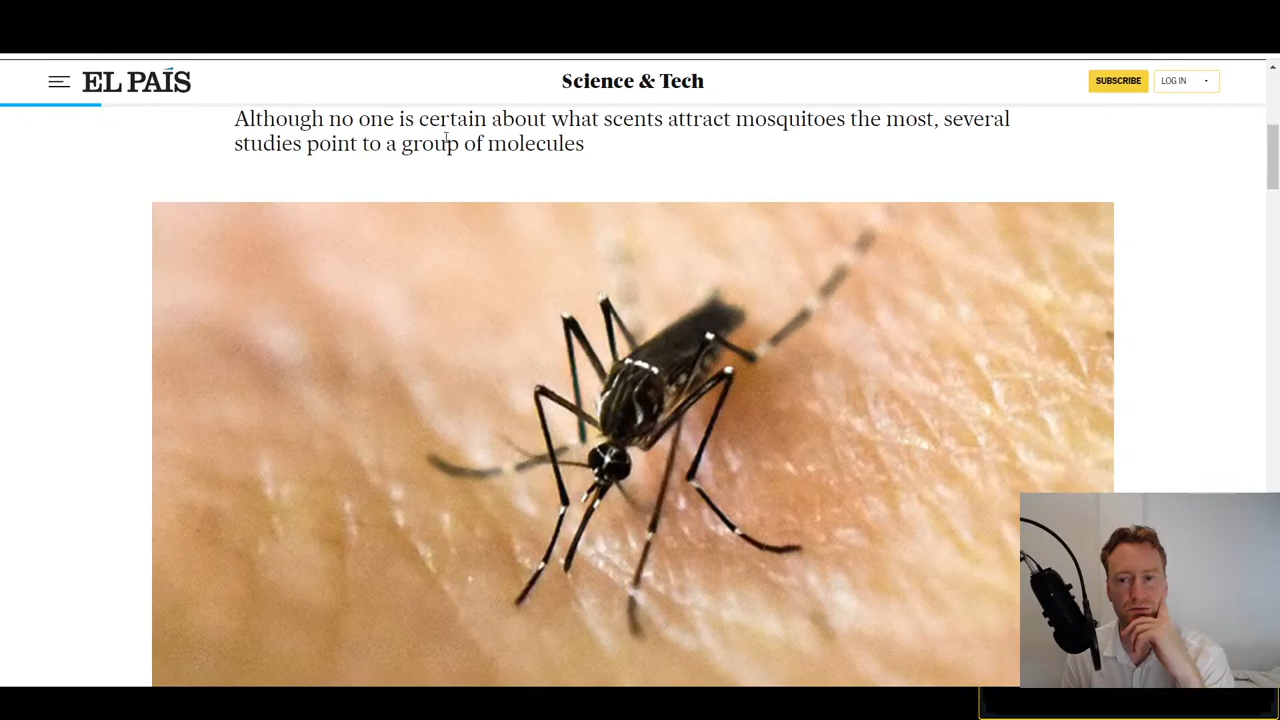 EL PAÍS
Science & Tech
SUBSCRIBE
LOG IN
Although no one is certain about what scents attract mosquitoes the most, several
studies point to a group of molecules